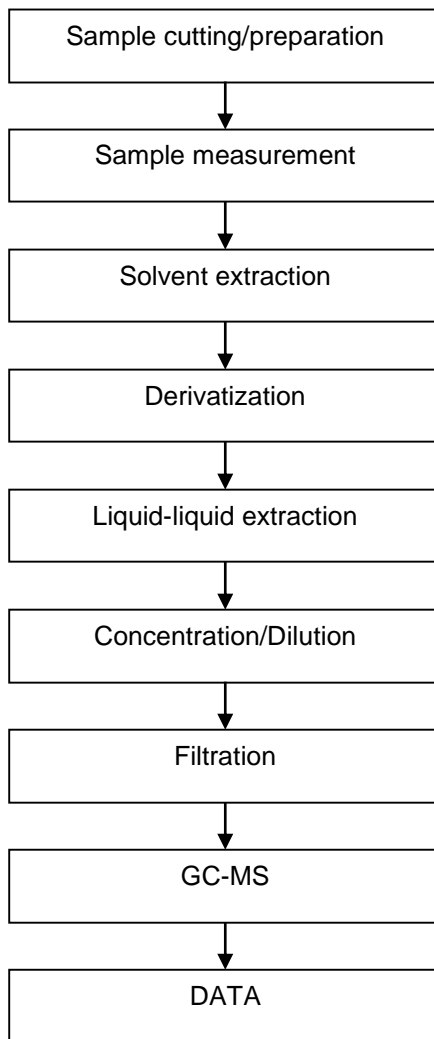 Sample cutting/preparation
Sample measurement
Solvent extraction
Derivatization
Liquid-liquid extraction
Concentration/Dilution
Filtration
GC-MS
DATA